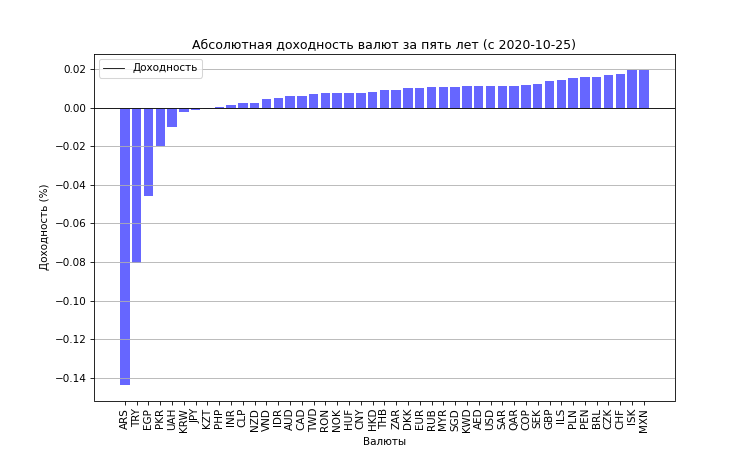 Абсолютная доходность валют за пять лет (с 2020-10-25)
Доходность
0.02
0.00
−0.02
−0.04
−0.06
−0.08
−0.10
−0.12
−0.14
Доходность (%)
ARS
TRY
EGP
PKR
UAH
KRW
JPY
KZT
PHP
INR
CLP
NZD
VND
IDR
AUD
CAD
TWD
RON
NOK
HUF
CNY
HKD
THB
ZAR
DKK
EUR
RUB
MYR
SGD
KWD
AED
USD
SAR
QAR
COP
SEK
GBP
ILS
PLN
PEN
BRL
CZK
CHF
ISK
MXN
Валюты